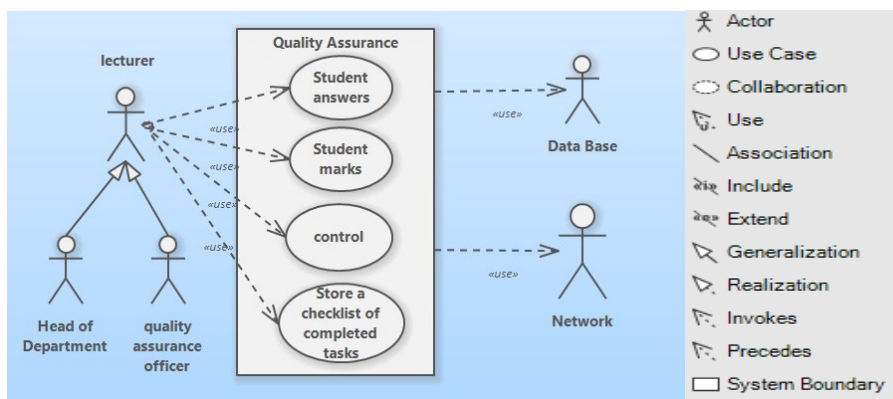 Quality Assurance
lecturer
Student
answers
«use»
Student
marks
«use»
«use»
control
«use»
Store a
checklist of
completed
tasks
Head of
Department
quality
assurance
officer
«use»
Data Base
«use»
Network
Actor
Use Case
Collaboration
Use
Association
Include
Extend
Generalization
Realization
Invokes
Precedes
System Boundary